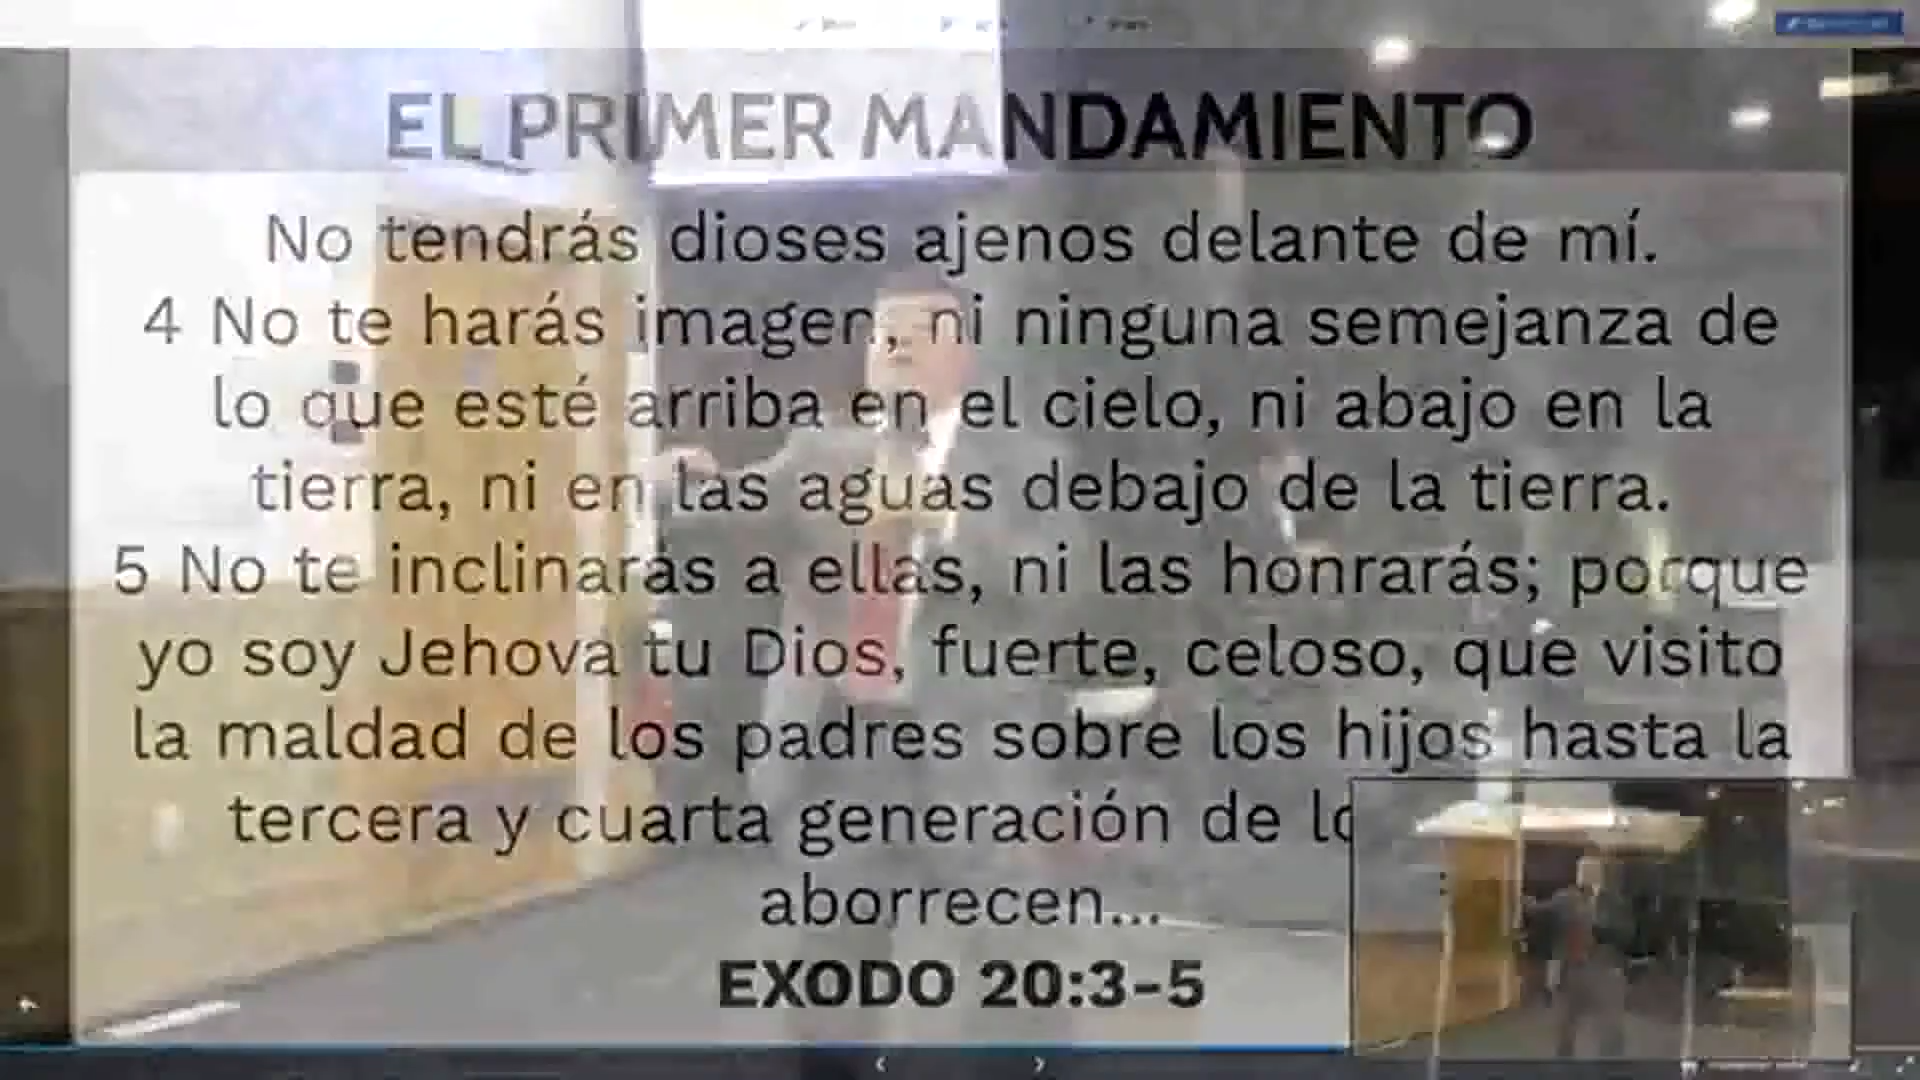 EL PRIMER MANDAMIENTO
No tendrás dioses ajenos delante de mí.
4 No te harás imagen, ni ninguna semejanza de
lo que esté arriba en el cielo, ni abajo en la
tierra, ni en las aguas debajo de la tierra.
5 No te inclinarás a ellas, ni las honrarás; porque
yo soy Jehová tu Dios, fuerte, celoso, que visito
la maldad de los padres sobre los hijos hasta la
tercera y cuarta generación de
aborrecen...
EXODO 20:3-5